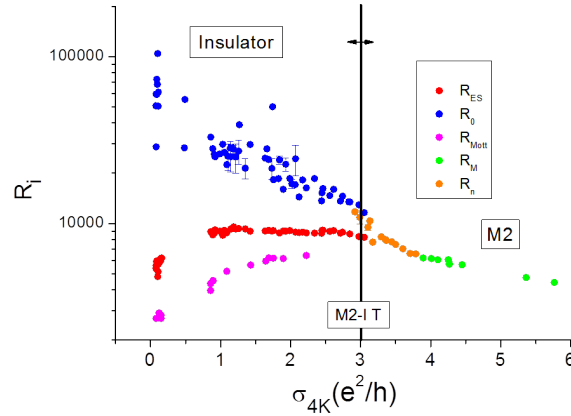 Insulator
100000
R_ES
R_0
R_Mott
R_M
R_n
R_i
10000
M2
M2-I T
0 1 2 3 4 5 6
σ_4K(e²/h)